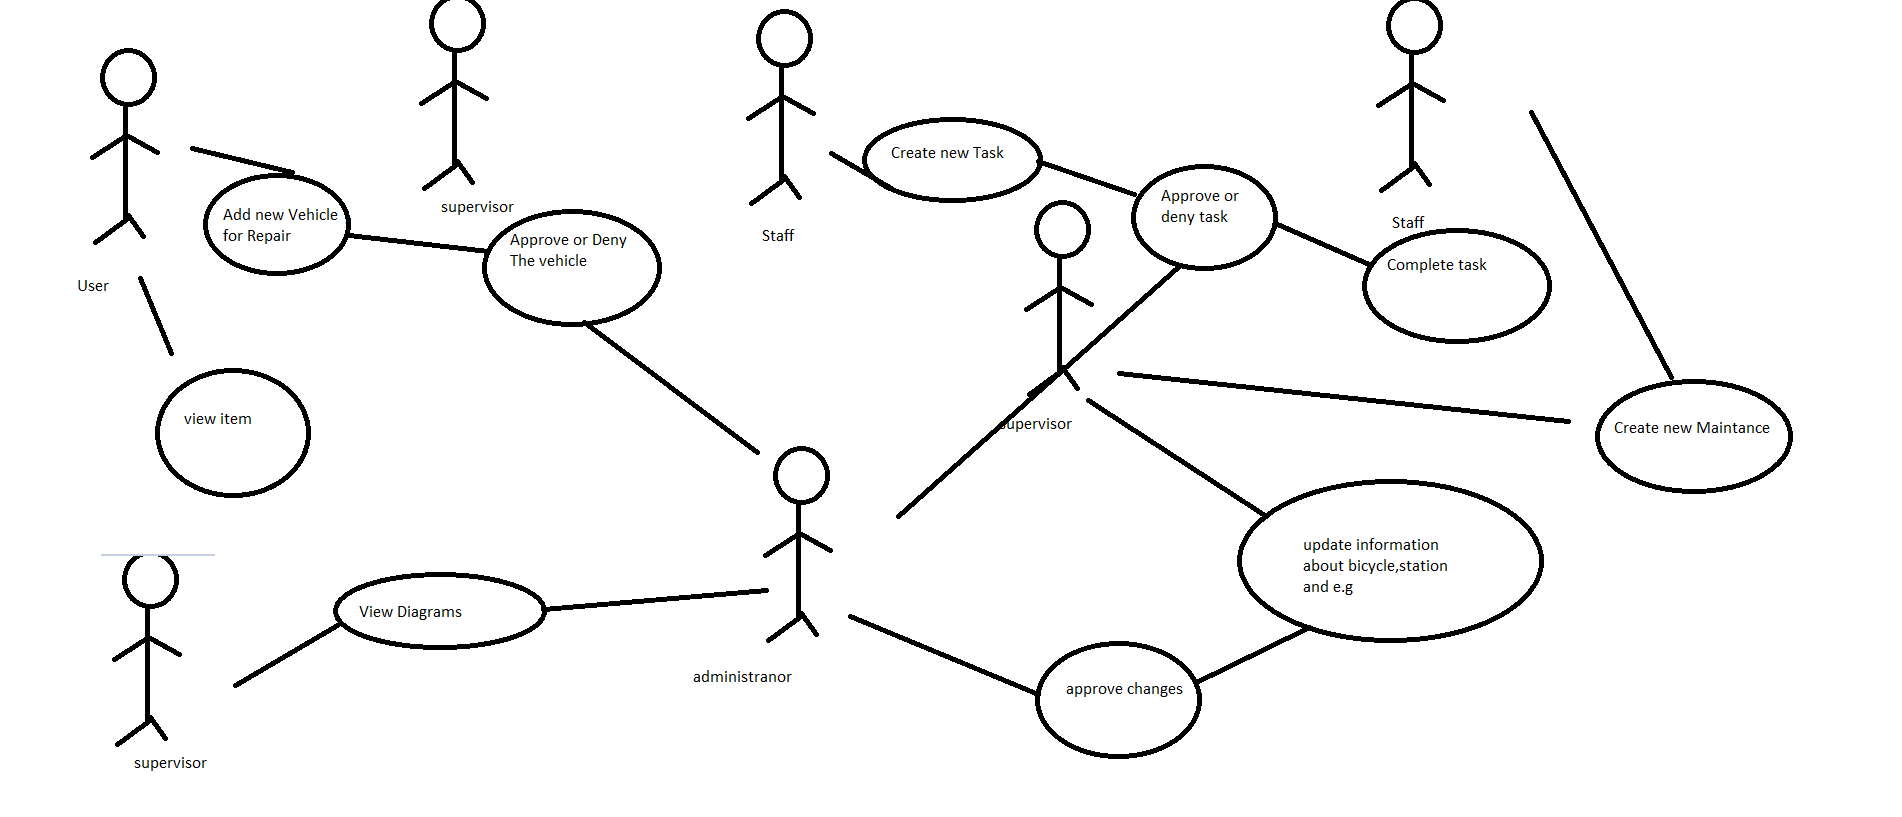 supervisor
Add new Vehicle
for Repair
User
Approve or Deny
The vehicle
Staff
Create new Task
Approve or
deny task
Staff
Complete task
view item
supervisor
Create new Maintance
update information
about bicycle,station
and e.g
View Diagrams
administranor
approve changes
supervisor